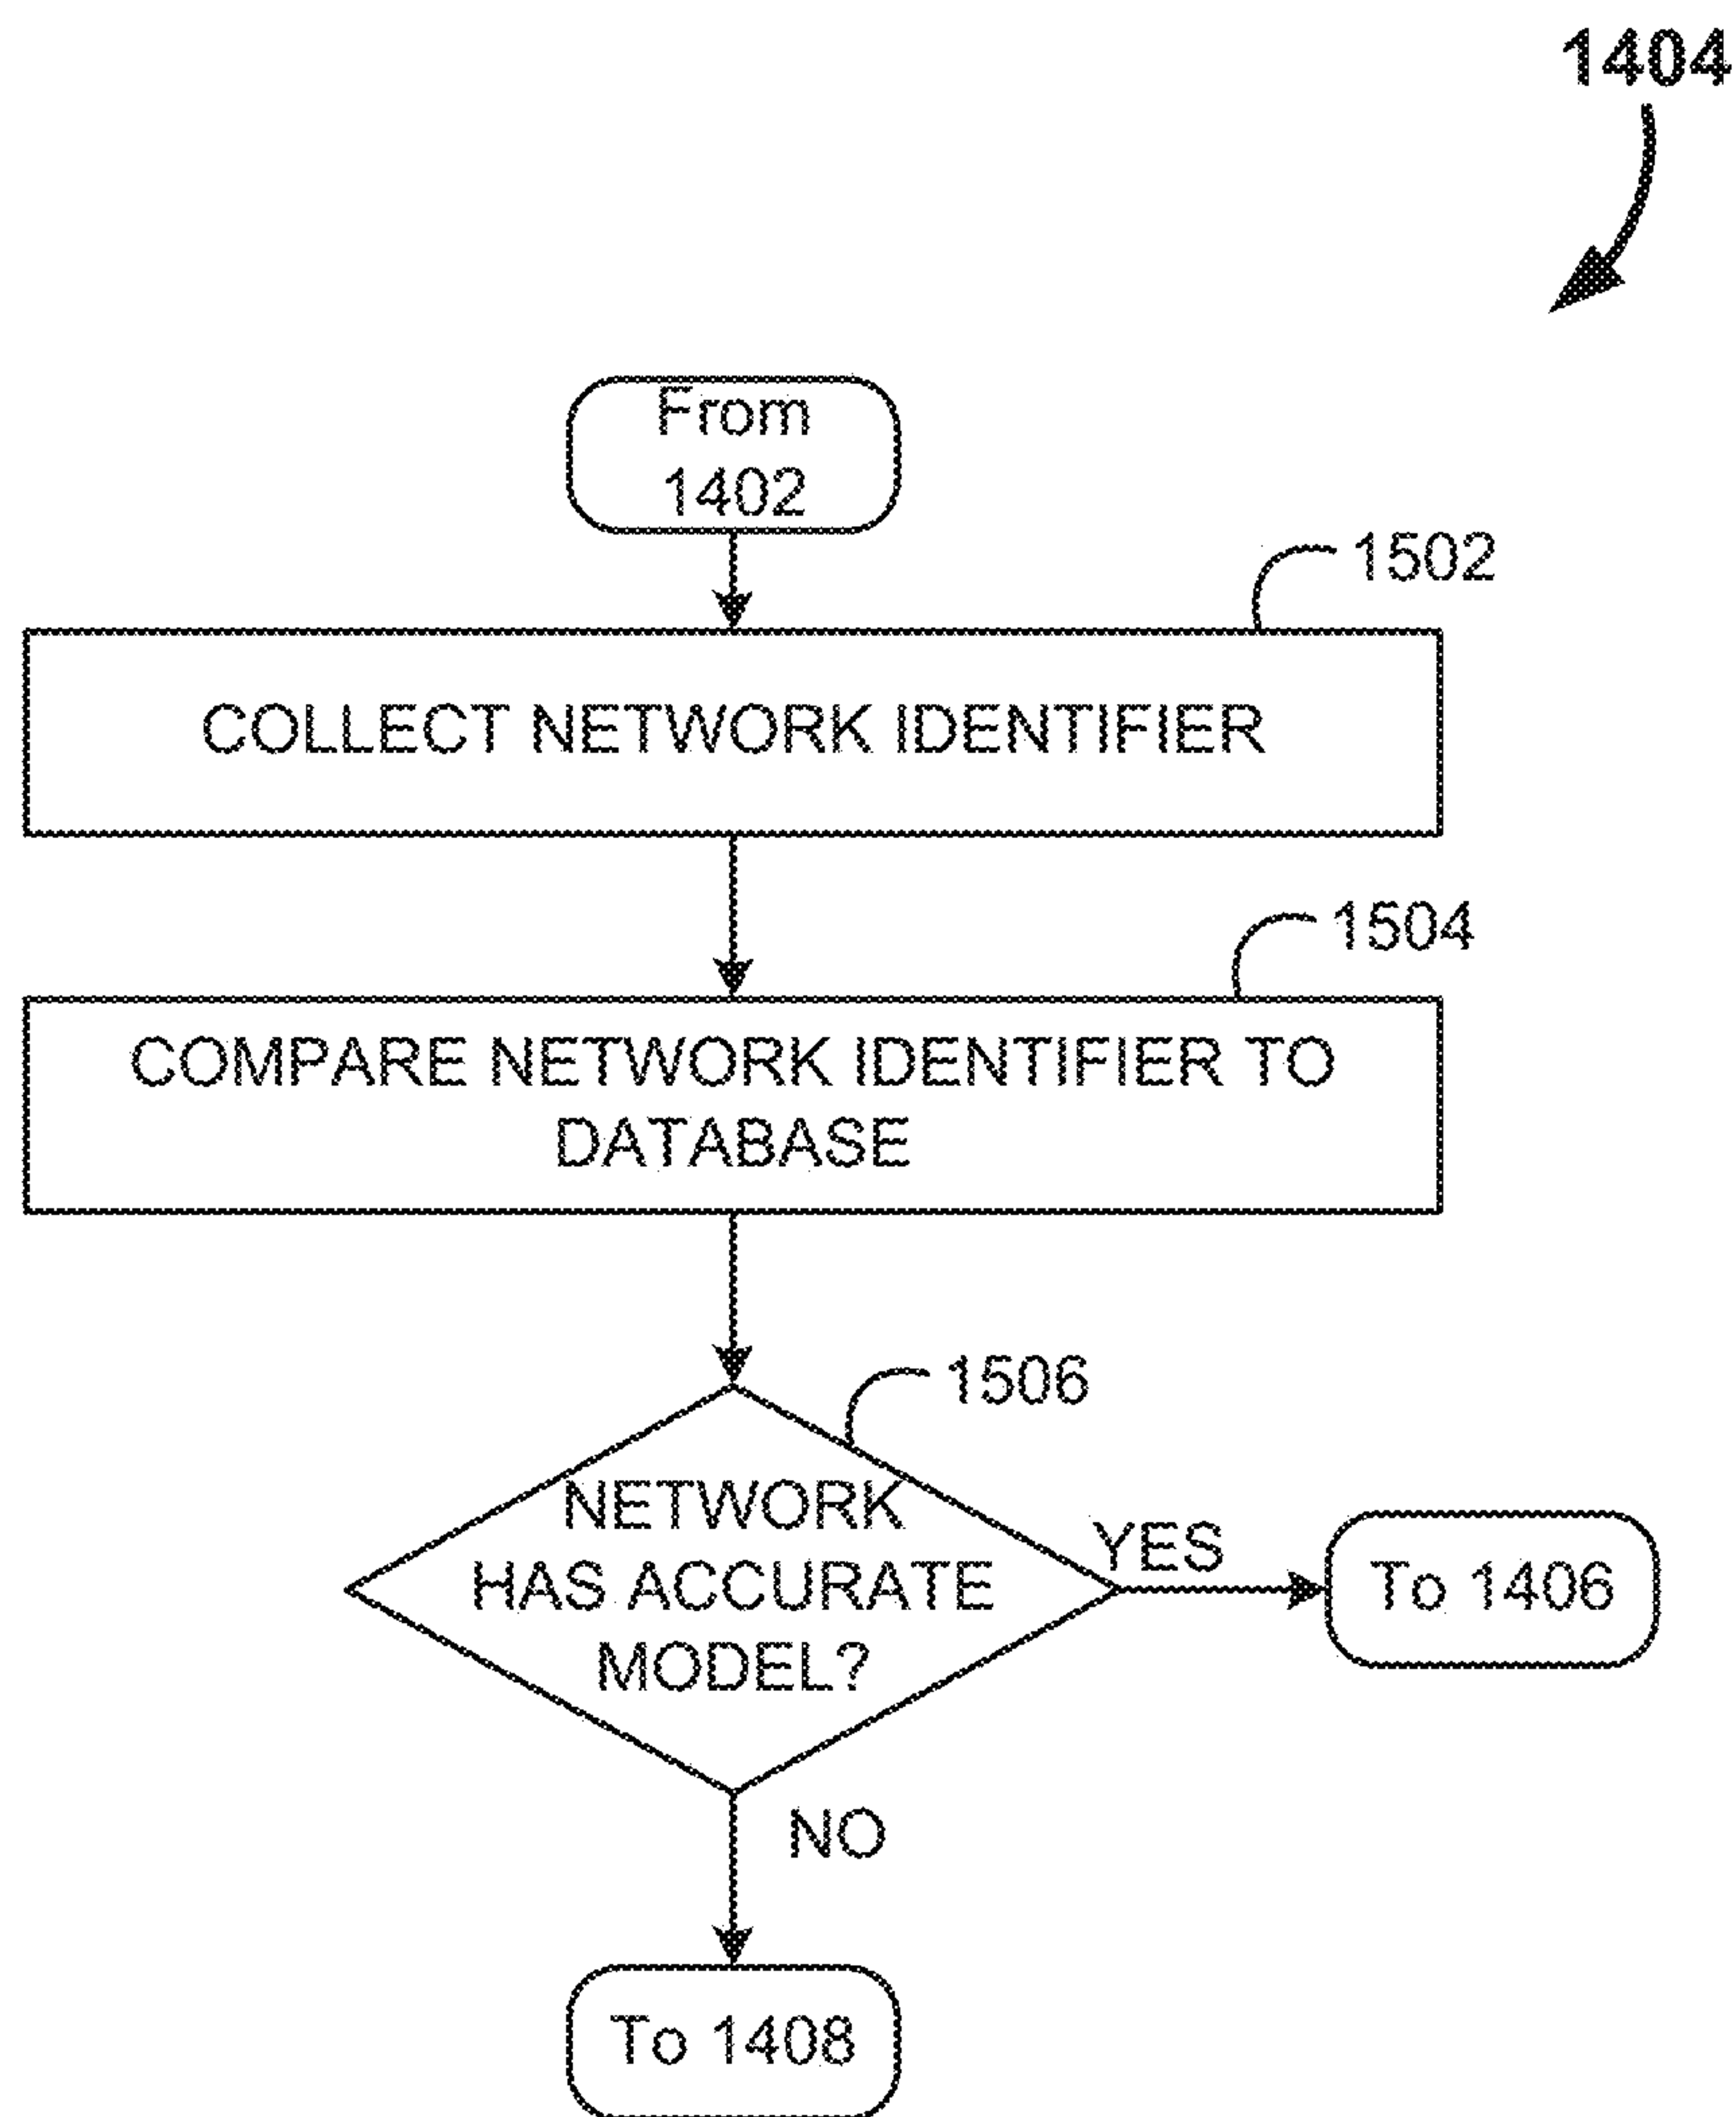 1404
From
1402
1502
COLLECT NETWORK IDENTIFIER
1504
COMPARE NETWORK IDENTIFIER TO
DATABASE
1506
NETWORK
HAS ACCURATE
MODEL?
YES
To 1406
NO
To 1408